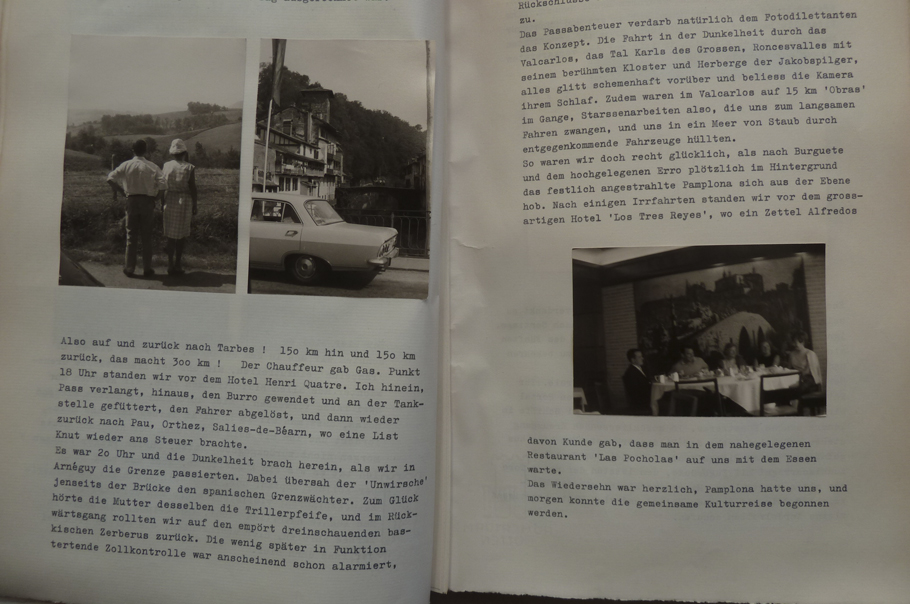 Also auf und zurück nach Tarbes ! 15o km hin und 15o km
zurück, das macht 3oo km ! Der Chauffeur gab Gas. Punkt
18 Uhr standen wir vor dem Hotel Henri Quatre. Ich hinein,
Pass verlangt, hinaus, den Burro gewendet und an der Tank-
stelle gefüttert, den Fahrer abgelöst, und dann wieder
zurück nach Pau, Orthez, Salies-de-Béarn, wo eine List
Knut wieder ans Steuer brachte.
Es war 2o Uhr und die Dunkelheit brach herein, als wir in
Arnéguy die Grenze passierten. Dabei übersah der 'Unwirsche'
jenseits der Brücke den spanischen Grenzwächter. Zum Glück
hörte die Mutter desselben die Trillerpfeife, und im Rück-
wärtsgang rollten wir auf den empört dreinschauenden bas-
kischen Zerberus zurück. Die wenig später in Funktion
tertende Zollkontrolle war anscheinend schon alarmiert,
Rückschlüsse
zu.
Das Passabenteuer verdarb natürlich dem Fotodilettanten
das Konzept. Die Fahrt in der Dunkelheit durch das
Valcarlos, das Tal Karls des Grossen, Roncesvalles mit
seinem berühmten Kloster und Herberge der Jakobspilger,
alles glitt schemenhaft vorüber und beliess die Kamera
ihrem Schlaf. Zudem waren im Valcarlos auf 15 km 'Obras'
im Gange, Starssenarbeiten also, die uns zum langsamen
Fahren zwangen, und uns in ein Meer von Staub durch
entgegenkommende Fahrzeuge hüllten.
So waren wir doch recht glücklich, als nach Burguete
und dem hochgelegenen Erro plötzlich im Hintergrund
das festlich angestrahlte Pamplona sich aus der Ebene
hob. Nach einigen Irrfahrten standen wir vor dem gross-
artigen Hotel 'Los Tres Reyes', wo ein Zettel Alfredos
davon Kunde gab, dass man in dem nahegelegenen
Restaurant 'Las Pocholas' auf uns mit dem Essen
warte.
Das Wiedersehn war herzlich, Pamplona hatte uns, und
morgen konnte die gemeinsame Kulturreise begonnen
werden.